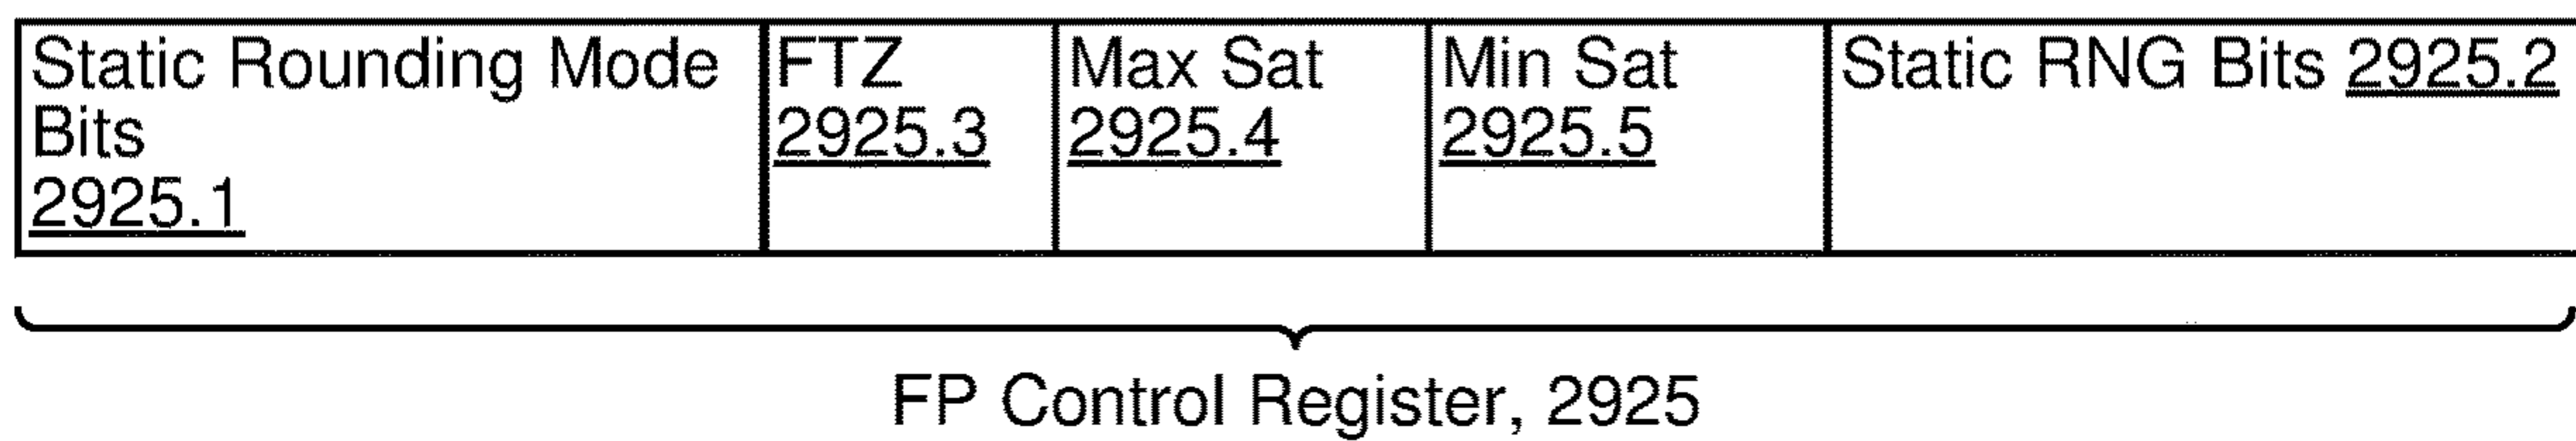 Static Rounding Mode
Bits
2925.1
FTZ
2925.3
Max Sat
2925.4
Min Sat
2925.5
Static RNG Bits 2925.2
FP Control Register, 2925